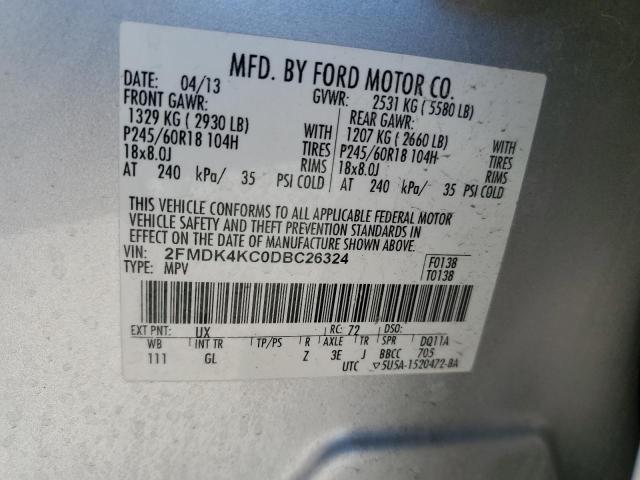 MFD. BY FORD MOTOR CO.
DATE: 04/13 GVWR: 2531 KG ( 5580 LB)
FRONT GAWR: REAR GAWR:
1329 KG ( 2930 LB) WITH 1207 KG ( 2660 LB) WITH
P245/60R18 104H TIRES P245/60R18 104H TIRES
18x8.0J RIMS 18x8.0J RIMS
AT 240 kPa/ 35 PSI COLD AT 240 kPa/ 35 PSI COLD
THIS VEHICLE CONFORMS TO ALL APPLICABLE FEDERAL MOTOR
VEHICLE SAFETY AND THEFT PREVENTION STANDARDS IN
EFFECT ON THE DATE OF MANUFACTURE SHOWN ABOVE.
VIN: 2FMDK4KC0DBC26324 F0138
TYPE: MPV T0138
EXT PNT: UX RC: 72 DSO:
WB INT TR TP/PS R AXLE TR SPR DQ11A
111 GL Z 3E J BBCC 705
UTC ▽5U5A-1520472-BA